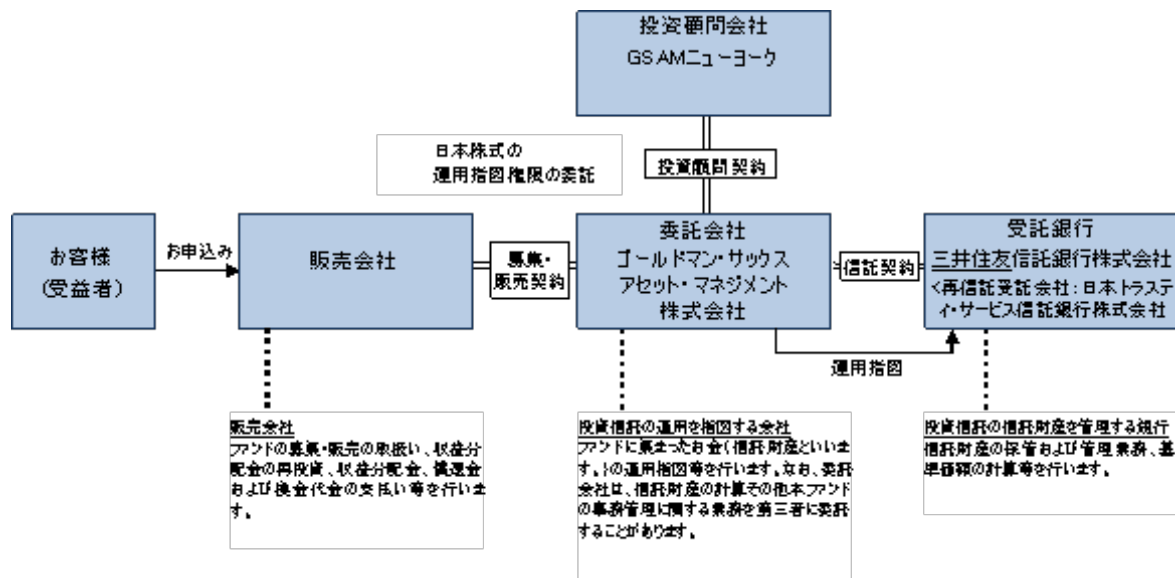 投資顧問会社
GSAMニューヨーク
日本株式の
運用指図権限の委託
投資顧問契約
お客様
(受益者)
お申込み
販売会社
募集・
販売契約
委託会社
ゴールドマン・サックス
アセット・マネジメント
株式会社
信託契約
受託銀行
三井住友信託銀行株式会社
<再信託受託会社:日本トラステ
ィ・サービス信託銀行株式会社
運用指図
販売会社
ファンドの募集・販売の取扱い、収益分
配金の再投資、収益分配金、償還金
および換金代金の支払い等を行いま
す。
投資信託の運用を指図する会社
ファンドに集まったお金(信託財産といいま
す。)の運用指図等を行います。なお、委託
会社は、信託財産の計算その他本ファンド
の事務管理に関する業務を第三者に委託
することがあります。
投資信託の信託財産を管理する銀行
信託財産の保管および管理業務、基
準価額の計算等を行います。